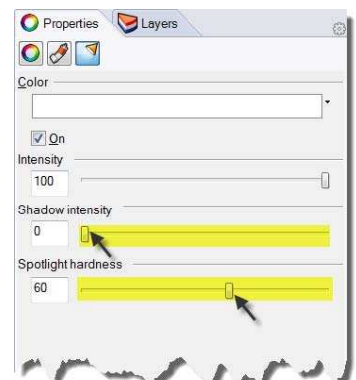 Properties Layers
Color
On
Intensity
100
Shadow intensity
0
Spotlight hardness
60